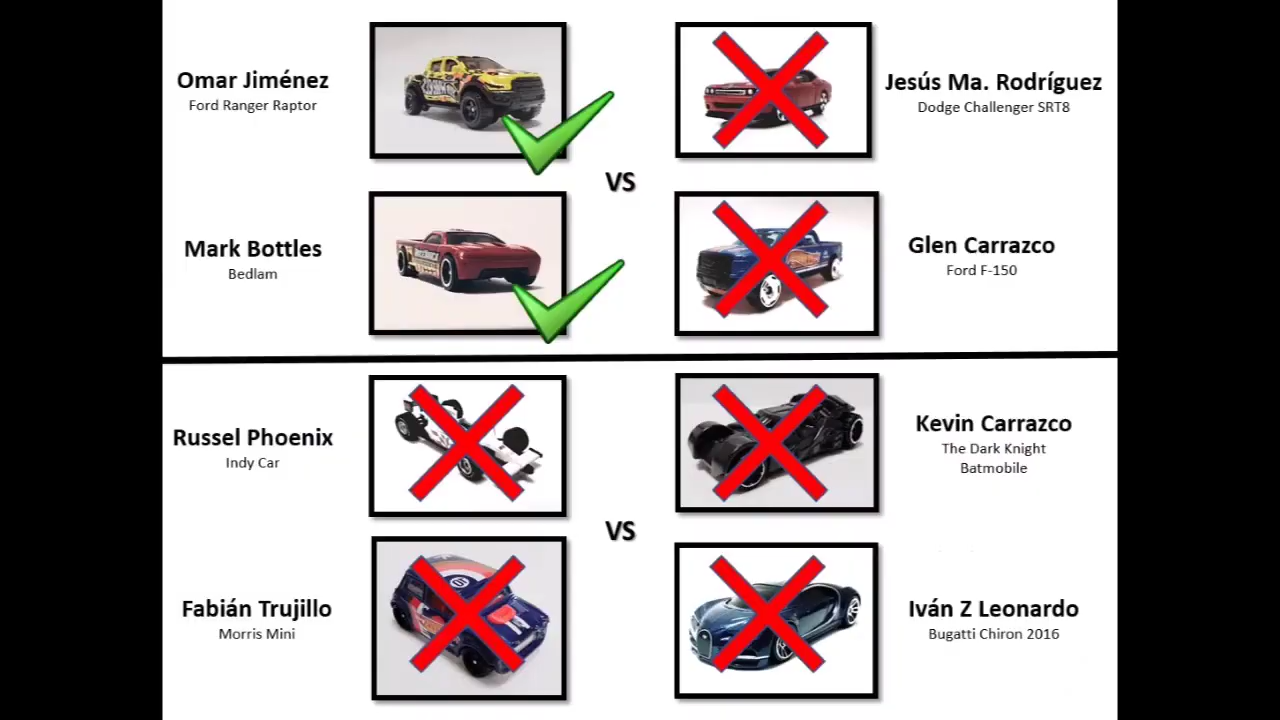 Omar Jiménez
Ford Ranger Raptor
Jesús Ma. Rodríguez
Dodge Challenger SRT8
VS
Mark Bottles
Bedlam
Glen Carrazco
Ford F-150
Russel Phoenix
Indy Car
Kevin Carrazco
The Dark Knight
Batmobile
VS
Fabián Trujillo
Morris Mini
Iván Z Leonardo
Bugatti Chiron 2016